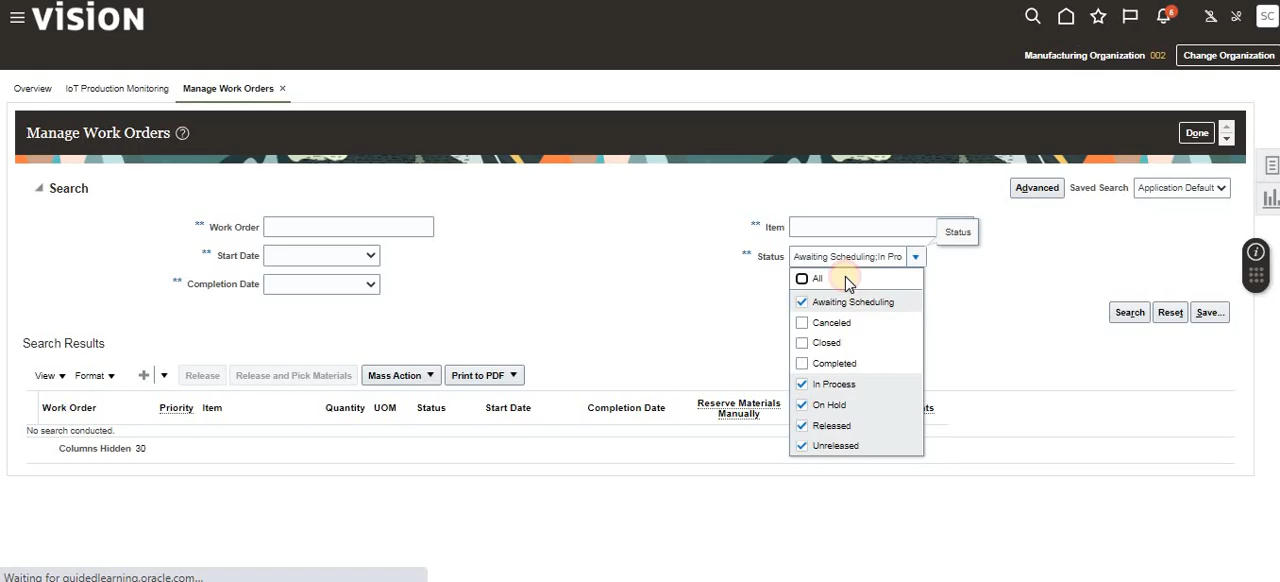 vision
6
SC
Manufacturing Organization 002 Change Organization
Overview IoT Production Monitoring Manage Work Orders ×
Manage Work Orders ?
Done
Search
Advanced Saved Search Application Default
** Work Order
** Item
Status
** Start Date
** Status Awaiting Scheduling;In Pro
** Completion Date
All
Awaiting Scheduling
Canceled
Closed
Completed
In Process
On Hold
Released
Unreleased
Search Reset Save...
Search Results
View Format Release Release and Pick Materials Mass Action Print to PDF
Work Order Priority Item Quantity UOM Status Start Date Completion Date Reserve Materials
Manually
No search conducted.
Columns Hidden 30
Waiting for guidedlearning.oracle.com...